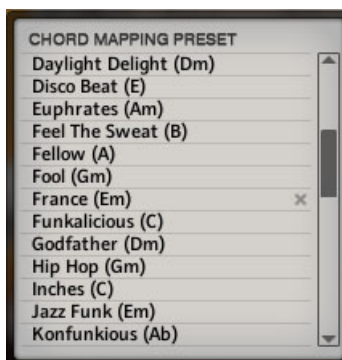 CHORD MAPPING PRESET
Daylight Delight (Dm)
Disco Beat (E)
Euphrates (Am)
Feel The Sweat (B)
Fellow (A)
Fool (Gm)
France (Em)
Funkalicious (C)
Godfather (Dm)
Hip Hop (Gm)
Inches (C)
Jazz Funk (Em)
Konfunkious (Ab)